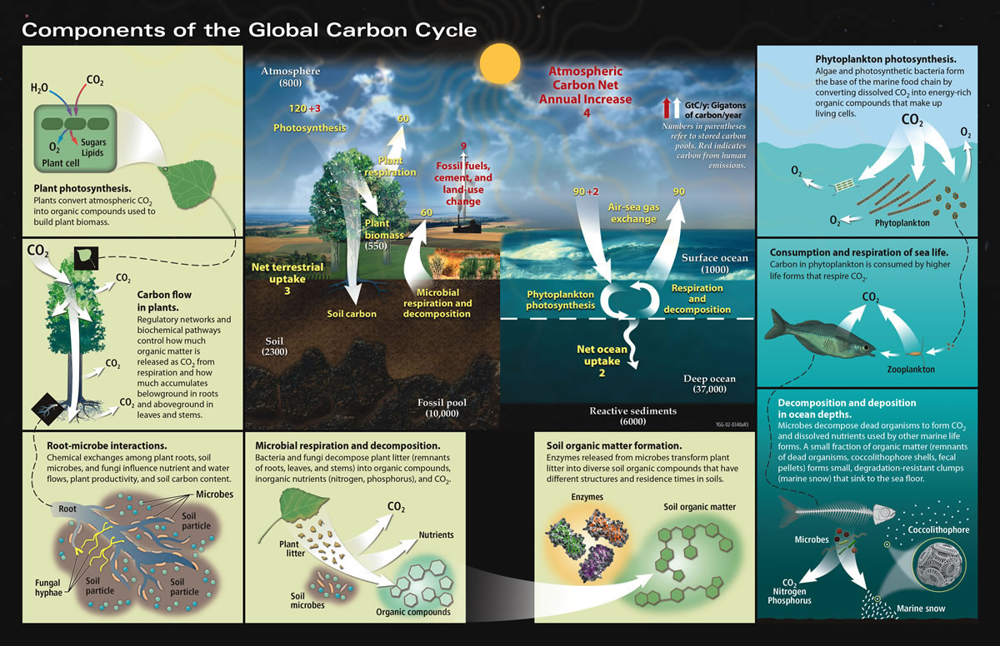 Components of the Global Carbon Cycle
H2O
CO2
O2
Sugars
Lipids
Plant cell
Plant photosynthesis.
Plants convert atmospheric CO2
into organic compounds used to
build plant biomass.
CO2
CO2
Carbon flow
in plants.
Regulatory networks and
biochemical pathways
control how much
organic matter is
released as CO2 from
respiration and how
much accumulates
belowground in roots
and aboveground in
leaves and stems.
CO2
CO2
Atmosphere
(800)
120 +3
Photosynthesis
60
Plant
respiration
9
Fossil fuels,
cement, and
land-use
change
Plant
biomass
(550)
60
Net terrestrial
uptake
3
Soil carbon
Microbial
respiration and
decomposition
Soil
(2300)
Fossil pool
(10,000)
Atmospheric
Carbon Net
Annual Increase
4
GtC/y: Gigatons
of carbon/year
Numbers in parentheses
refer to stored carbon
pools. Red indicates
carbon from human
emissions.
90 +2
90
Air-sea gas
exchange
Surface ocean
(1000)
Phytoplankton
photosynthesis
Respiration
and
decomposition
Net ocean
uptake
2
Deep ocean
(37,000)
Reactive sediments
(6000)
YGG-02-0340aR3
Phytoplankton photosynthesis.
Algae and photosynthetic bacteria form
the base of the marine food chain by
converting dissolved CO2 into energy-rich
organic compounds that make up
living cells.
CO2
O2
O2
O2
Phytoplankton
Consumption and respiration of sea life.
Carbon in phytoplankton is consumed by higher
life forms that respire CO2.
CO2
Zooplankton
Decomposition and deposition
in ocean depths.
Microbes decompose dead organisms to form CO2
and dissolved nutrients used by other marine life
forms. A small fraction of organic matter (remnants
of dead organisms, coccolithophore shells, fecal
pellets) forms small, degradation-resistant clumps
(marine snow) that sink to the sea floor.
Microbes
Coccolithophore
CO2
Nitrogen
Phosphorus
Marine snow
Root-microbe interactions.
Chemical exchanges among plant roots, soil
microbes, and fungi influence nutrient and water
flows, plant productivity, and soil carbon content.
Microbes
Root
Soil
particle
Fungal
hyphae
Soil
particle
Soil
particle
Microbial respiration and decomposition.
Bacteria and fungi decompose plant litter (remnants
of roots, leaves, and stems) into organic compounds,
inorganic nutrients (nitrogen, phosphorus), and CO2.
CO2
Nutrients
Plant
litter
Soil
microbes
Organic compounds
Soil organic matter formation.
Enzymes released from microbes transform plant
litter into diverse soil organic compounds that have
different structures and residence times in soils.
Enzymes
Soil organic matter